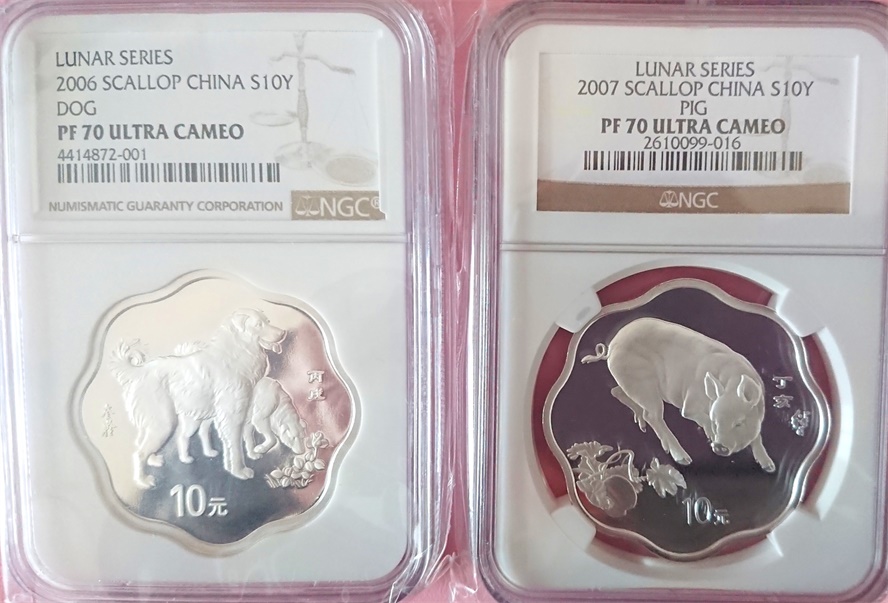 LUNAR SERIES
2006 SCALLOP CHINA S10Y
DOG
PF 70 ULTRA CAMEO
4414872-001
NUMISMATIC GUARANTY CORPORATION NGC®
丙戌
10元
LUNAR SERIES
2007 SCALLOP CHINA S10Y
PIG
PF 70 ULTRA CAMEO
2610099-016
NGC
丁亥
10元